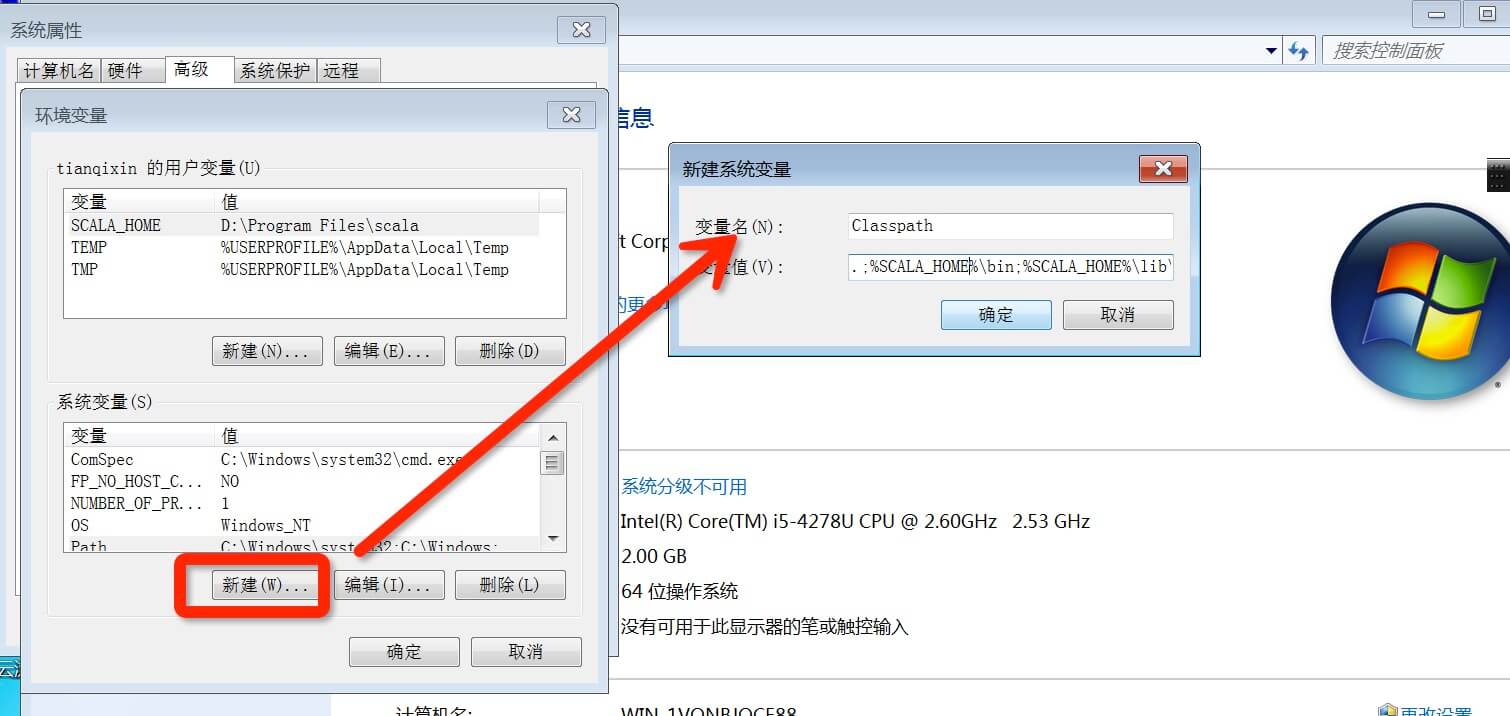 系统属性
计算机名 硬件 高级 系统保护 远程
搜索控制面板
环境变量
信息
tianqixin 的用户变量(U)
变量 值
SCALA_HOME D:\Program Files\scala
TEMP %USERPROFILE%\AppData\Local\Temp
TMP %USERPROFILE%\AppData\Local\Temp
新建(N)... 编辑(E)... 删除(D)
新建系统变量
变量名(N):
Classpath
变量值(V):
.;%SCALA_HOME%\bin;%SCALA_HOME%\lib\
确定 取消
t Corp
的更
系统变量(S)
变量 值
ComSpec C:\Windows\system32\cmd.exe
FP_NO_HOST_C... NO
NUMBER_OF_PR... 1
OS Windows_NT
Path C:\Windows\system32;C:\Windows;
新建(W)... 编辑(I)... 删除(L)
确定 取消
系统分级不可用
Intel(R) Core(TM) i5-4278U CPU @ 2.60GHz 2.53 GHz
2.00 GB
64 位操作系统
没有可用于此显示器的笔或触控输入
计算机名:
更改设置